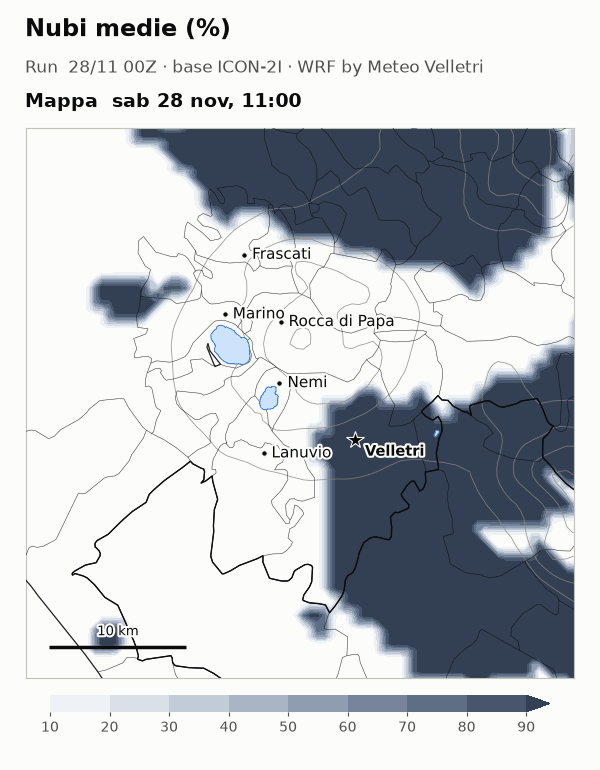 Nubi medie (%)
Run  28/11 00Z · base ICON-2I · WRF by Meteo Velletri
Mappa  sab 28 nov, 11:00
Frascati
Marino
Rocca di Papa
Nemi
Velletri
Lanuvio
10 km
10 20 30 40 50 60 70 80 90